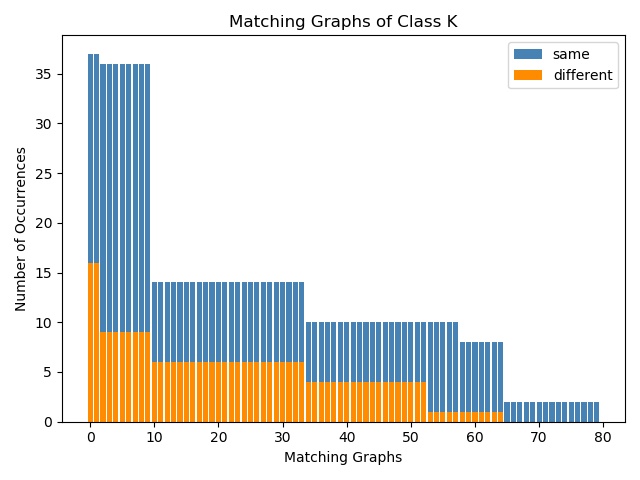 Matching Graphs of Class K
same
different
Number of Occurrences
35
30
25
20
15
10
5
0
0 10 20 30 40 50 60 70 80
Matching Graphs